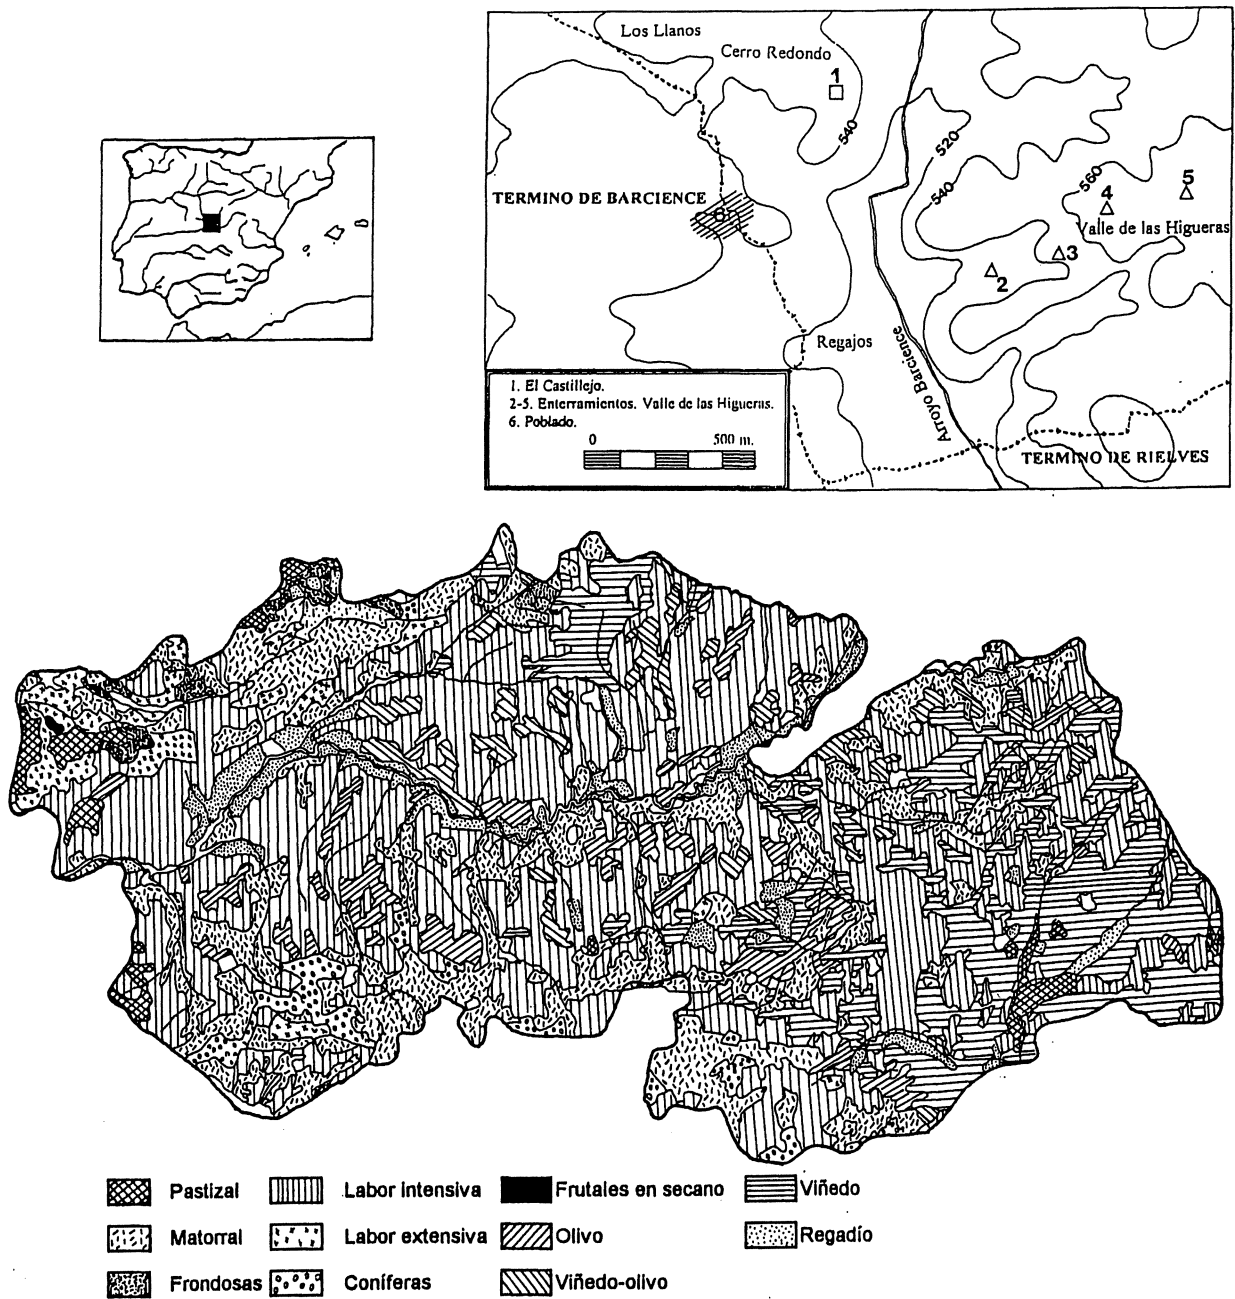 Los Llanos
Cerro Redondo
1
540
520
540
560
5
4
TERMINO DE BARCIENCE
6
Valle de las Higueras
3
2
Regajos
Arroyo Barcience
TERMINO DE RIELVES
1. El Castillejo.
2-5. Enterramientos. Valle de las Higueras.
6. Poblado.
0 500 m.
Pastizal Labor intensiva Frutales en secano Viñedo
Matorral Labor extensiva Olivo Regadío
Frondosas Coníferas Viñedo-olivo